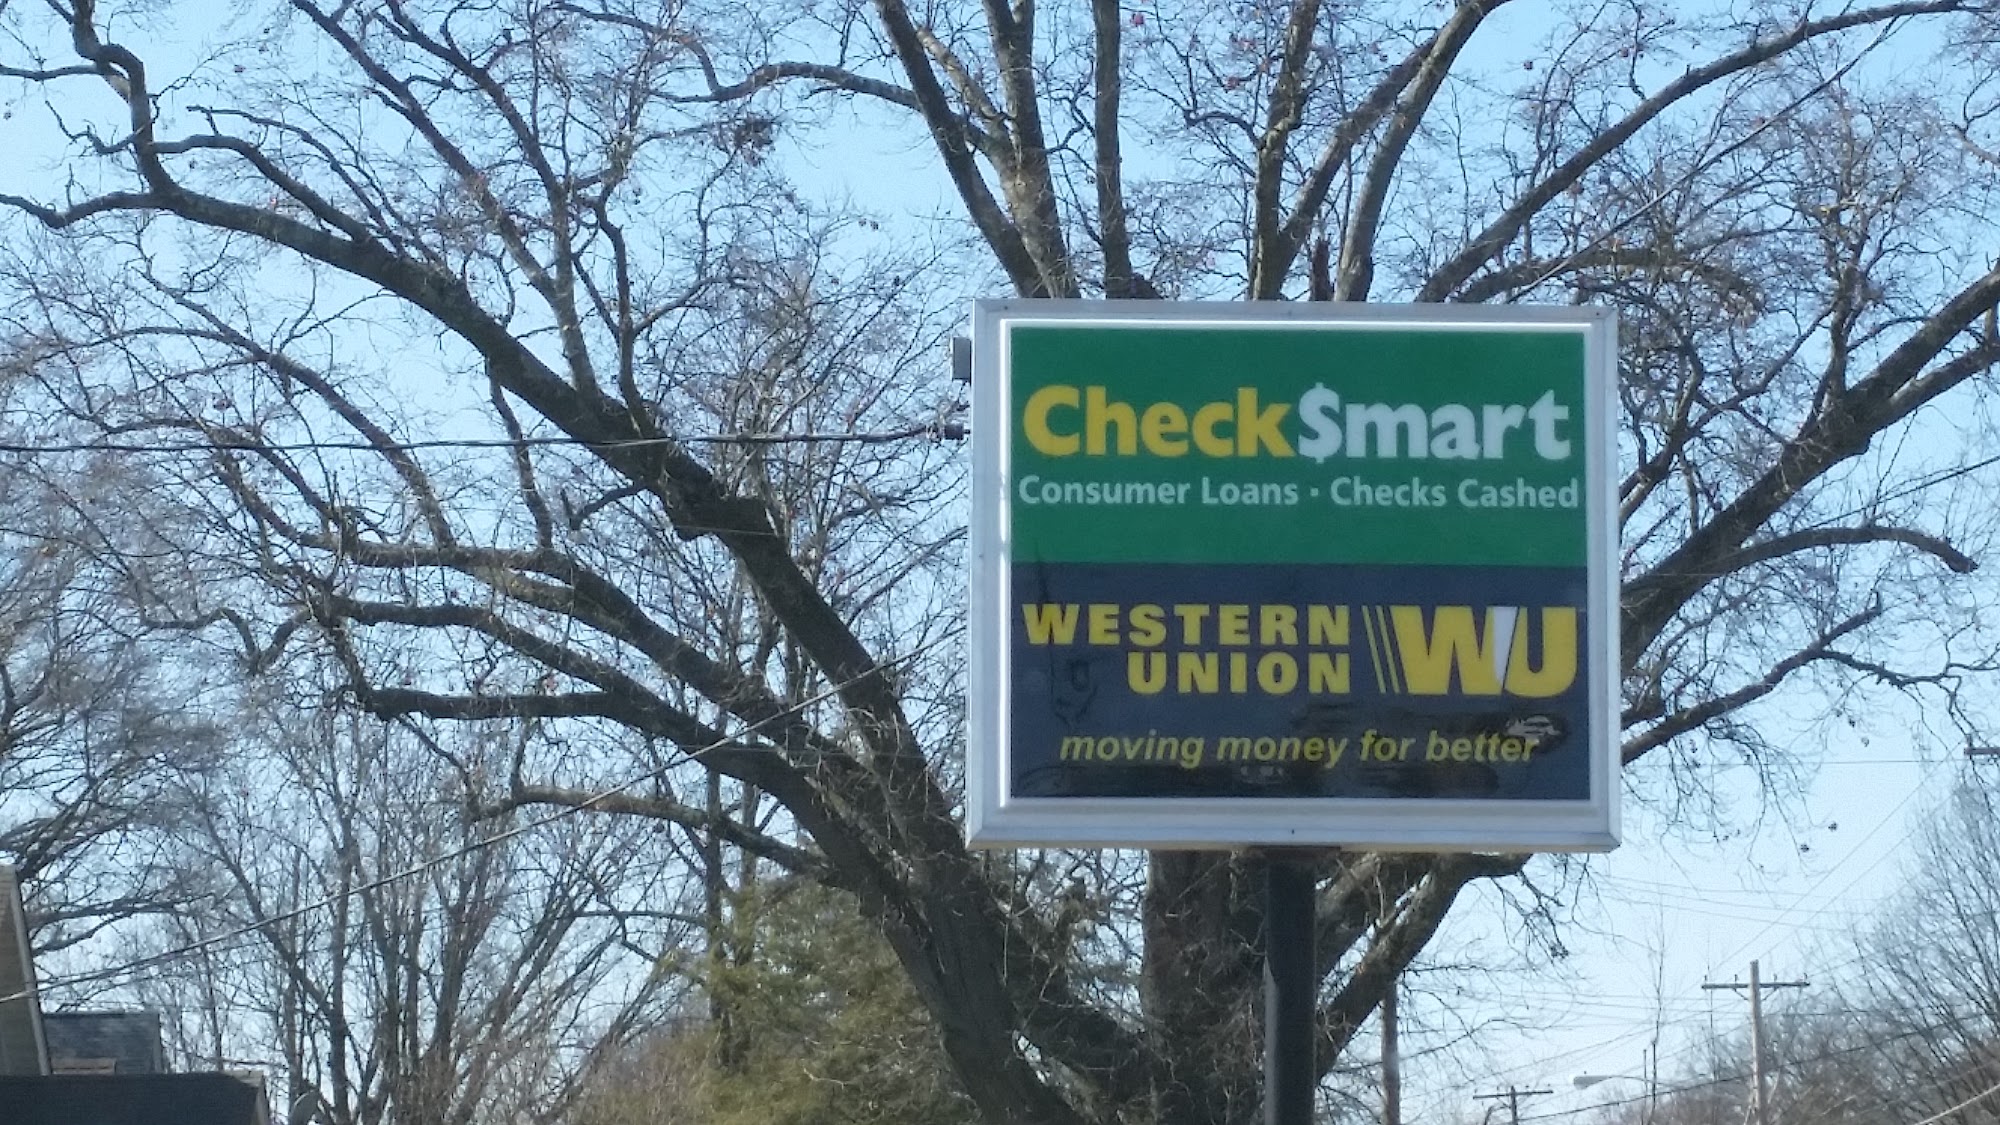 Check$mart
Consumer Loans · Checks Cashed
WESTERN
UNION
WU
moving money for better